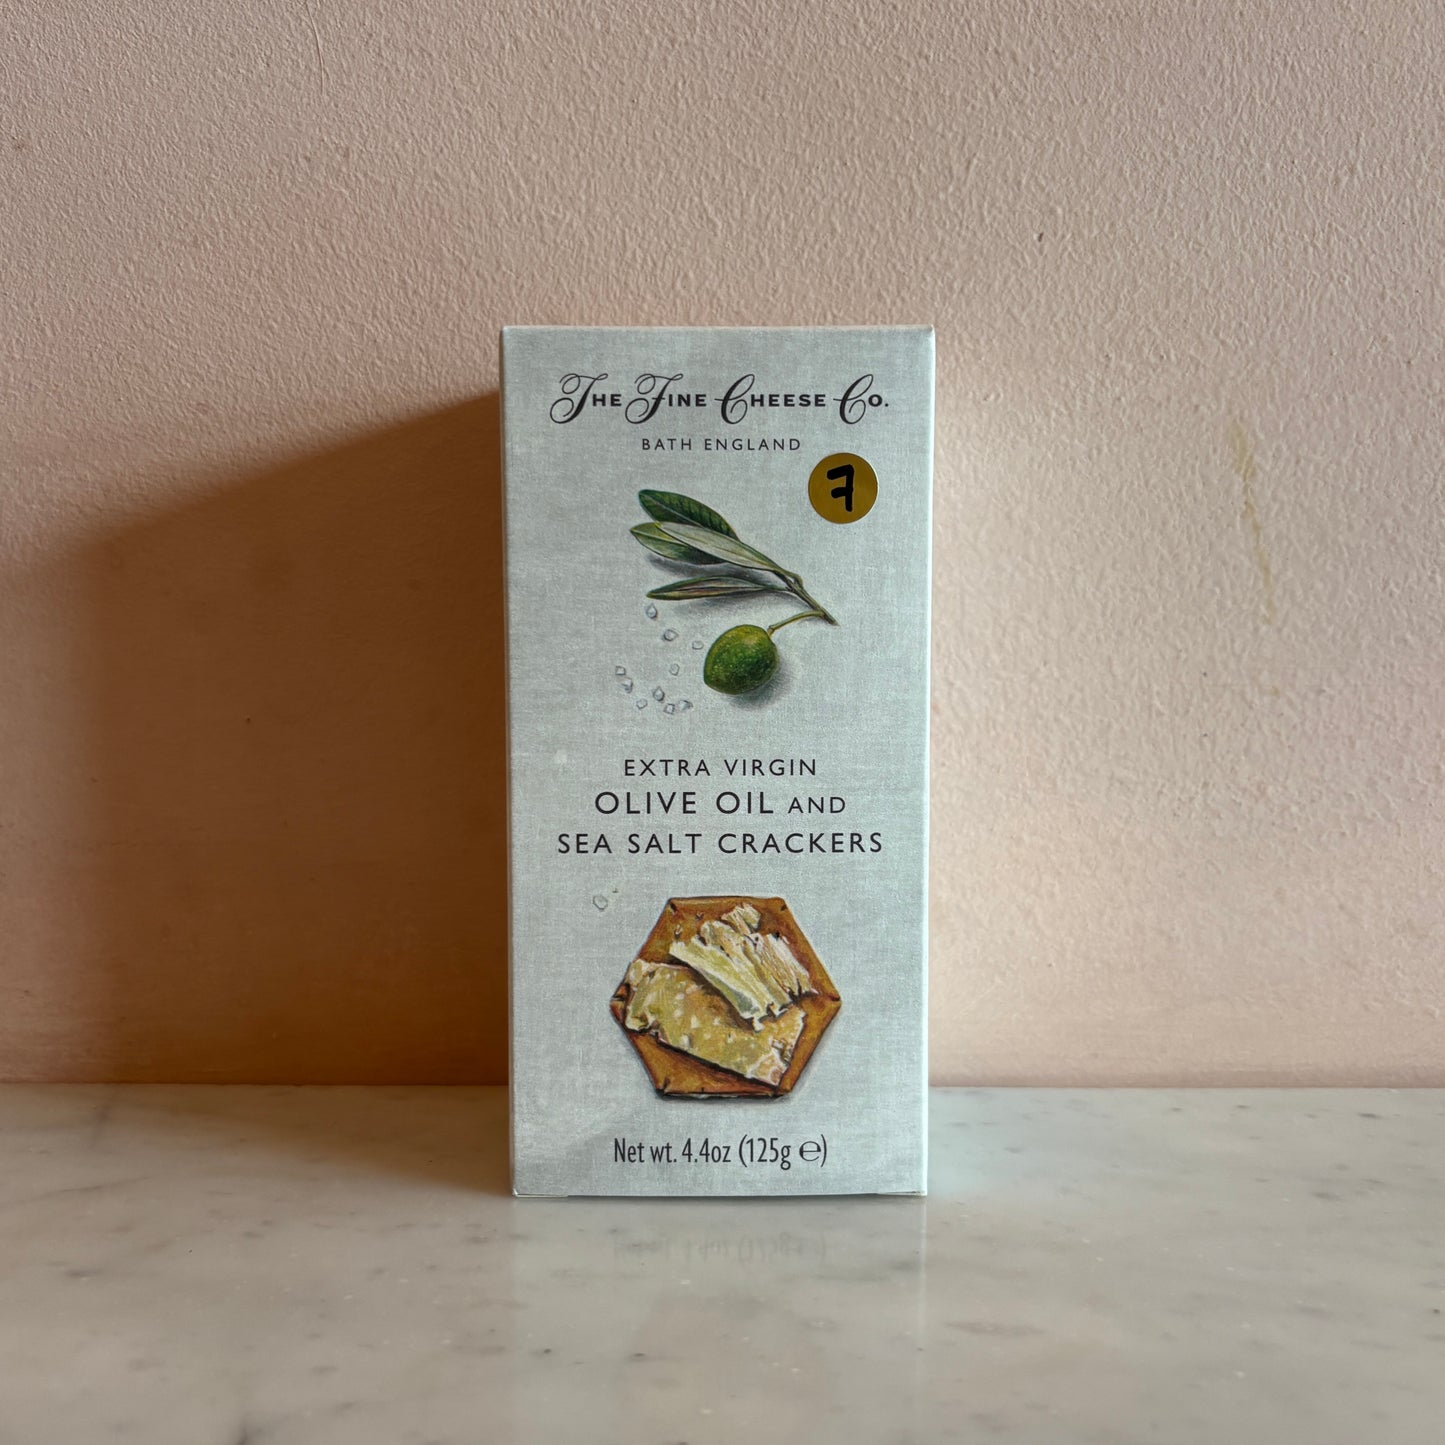 THE FINE CHEESE CO.
BATH ENGLAND
7
EXTRA VIRGIN
OLIVE OIL AND
SEA SALT CRACKERS
Net wt. 4.4oz (125g ℮)